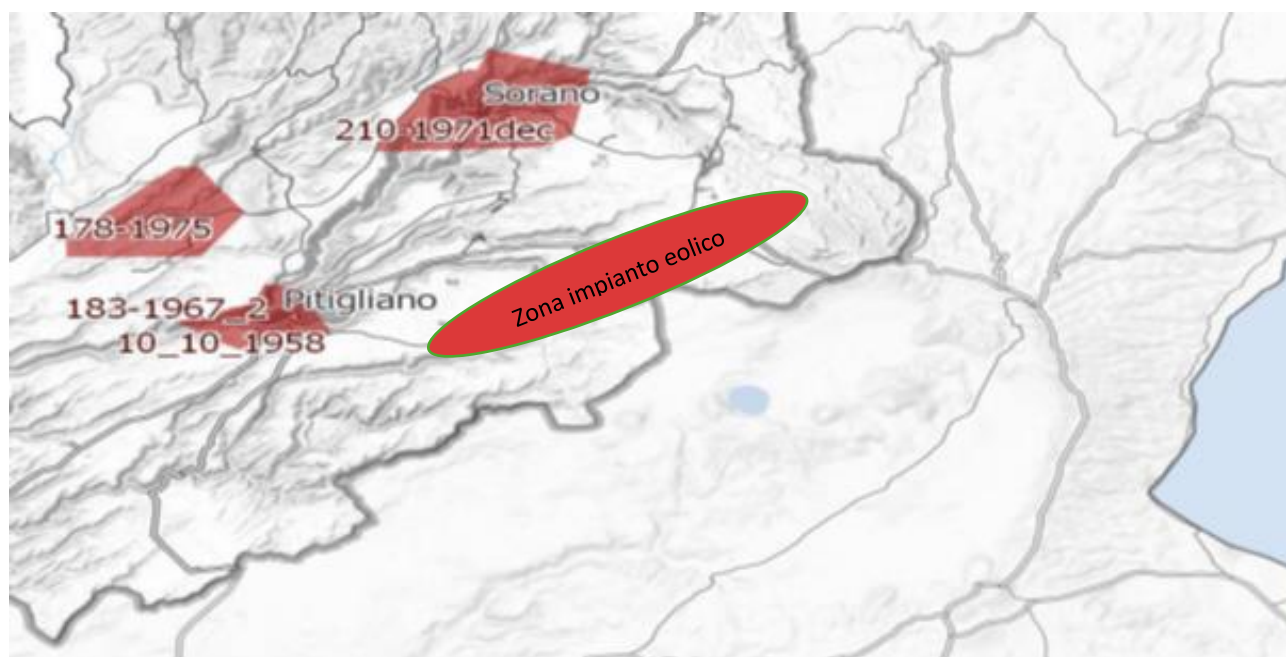 Sorano
210-1971dec
178-1975
Zona impianto eolico
183-1967_2
Pitigliano
10_10_1958